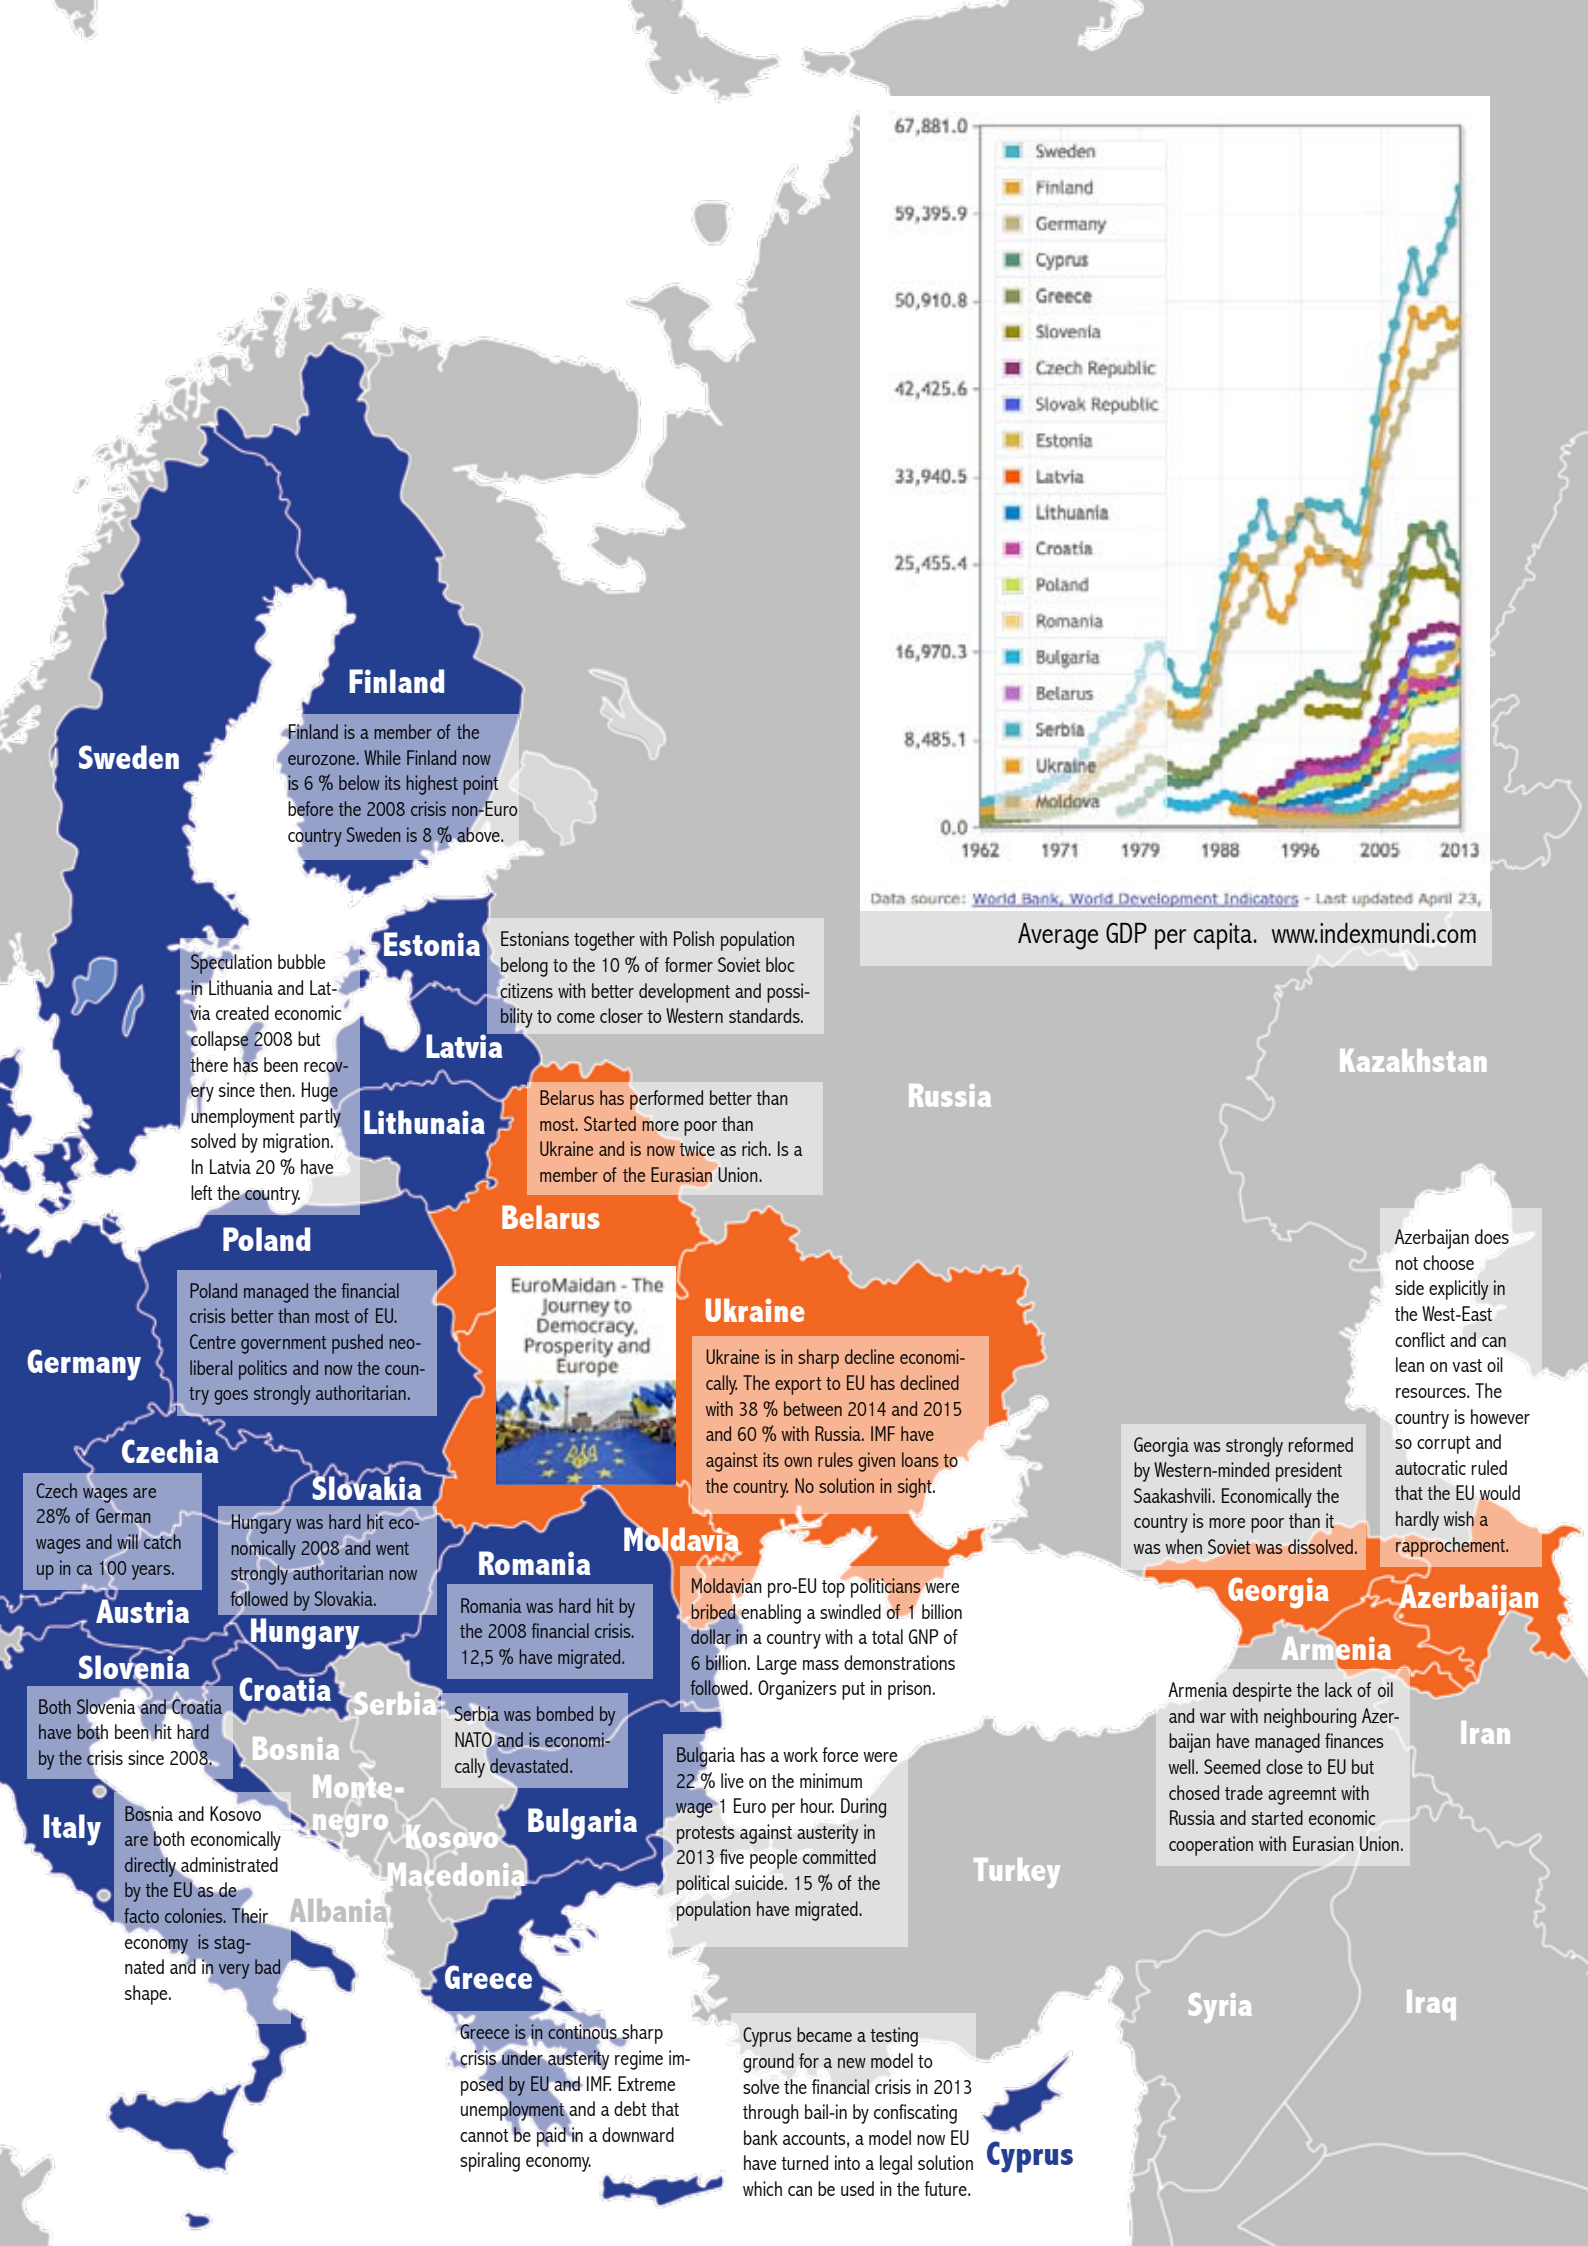 67,881.0
59,395.9
50,910.8
42,425.6
33,940.5
25,455.4
16,970.3
8,485.1
0.0
Sweden
Finland
Germany
Cyprus
Greece
Slovenia
Czech Republic
Slovak Republic
Estonia
Latvia
Lithuania
Croatia
Poland
Romania
Bulgaria
Belarus
Serbia
Ukraine
Moldova
1962 1971 1979 1988 1996 2005 2013
Data source: World Bank, World Development Indicators - Last updated April 23,
Average GDP per capita. www.indexmundi.com
Finland
Finland is a member of the
eurozone. While Finland now
is 6 % below its highest point
before the 2008 crisis non-Euro
country Sweden is 8 % above.
Sweden
Estonia
Estonians together with Polish population
belong to the 10 % of former Soviet bloc
citizens with better development and possi-
bility to come closer to Western standards.
Speculation bubble
in Lithuania and Lat-
via created economic
collapse 2008 but
there has been recov-
ery since then. Huge
unemployment partly
solved by migration.
In Latvia 20 % have
left the country.
Latvia
Lithunaia
Russia
Kazakhstan
Belarus has performed better than
most. Started more poor than
Ukraine and is now twice as rich. Is a
member of the Eurasian Union.
Belarus
Poland
Poland managed the financial
crisis better than most of EU.
Centre government pushed neo-
liberal politics and now the coun-
try goes strongly authoritarian.
Germany
EuroMaidan - The
Journey to
Democracy,
Prosperity and
Europe
Ukraine
Ukraine is in sharp decline economi-
cally. The export to EU has declined
with 38 % between 2014 and 2015
and 60 % with Russia. IMF have
against its own rules given loans to
the country. No solution in sight.
Azerbaijan does
not choose
side explicitly in
the West-East
conflict and can
lean on vast oil
resources. The
country is however
so corrupt and
autocratic ruled
that the EU would
hardly wish a
rapprochement.
Georgia was strongly reformed
by Western-minded president
Saakashvili. Economically the
country is more poor than it
was when Soviet was dissolved.
Czechia
Czech wages are
28% of German
wages and will catch
up in ca 100 years.
Slovakia
Hungary was hard hit eco-
nomically 2008 and went
strongly authoritarian now
followed by Slovakia.
Austria
Hungary
Romania
Romania was hard hit by
the 2008 financial crisis.
12,5 % have migrated.
Moldavia
Moldavian pro-EU top politicians were
bribed enabling a swindled of 1 billion
dollar in a country with a total GNP of
6 billion. Large mass demonstrations
followed. Organizers put in prison.
Georgia
Azerbaijan
Armenia
Armenia despirte the lack of oil
and war with neighbouring Azer-
baijan have managed finances
well. Seemed close to EU but
chosed trade agreemnt with
Russia and started economic
cooperation with Eurasian Union.
Iran
Slovenia
Croatia
Both Slovenia and Croatia
have both been hit hard
by the crisis since 2008.
Serbia
Serbia was bombed by
NATO and is economi-
cally devastated.
Bosnia
Monte-
negro
Kosovo
Macedonia
Albania
Italy
Bosnia and Kosovo
are both economically
directly administrated
by the EU as de
facto colonies. Their
economy is stag-
nated and in very bad
shape.
Bulgaria
Bulgaria has a work force were
22 % live on the minimum
wage 1 Euro per hour. During
protests against austerity in
2013 five people committed
political suicide. 15 % of the
population have migrated.
Turkey
Syria
Iraq
Greece
Greece is in continous sharp
crisis under austerity regime im-
posed by EU and IMF. Extreme
unemployment and a debt that
cannot be paid in a downward
spiraling economy.
Cyprus became a testing
ground for a new model to
solve the financial crisis in 2013
through bail-in by confiscating
bank accounts, a model now EU
have turned into a legal solution
which can be used in the future.
Cyprus